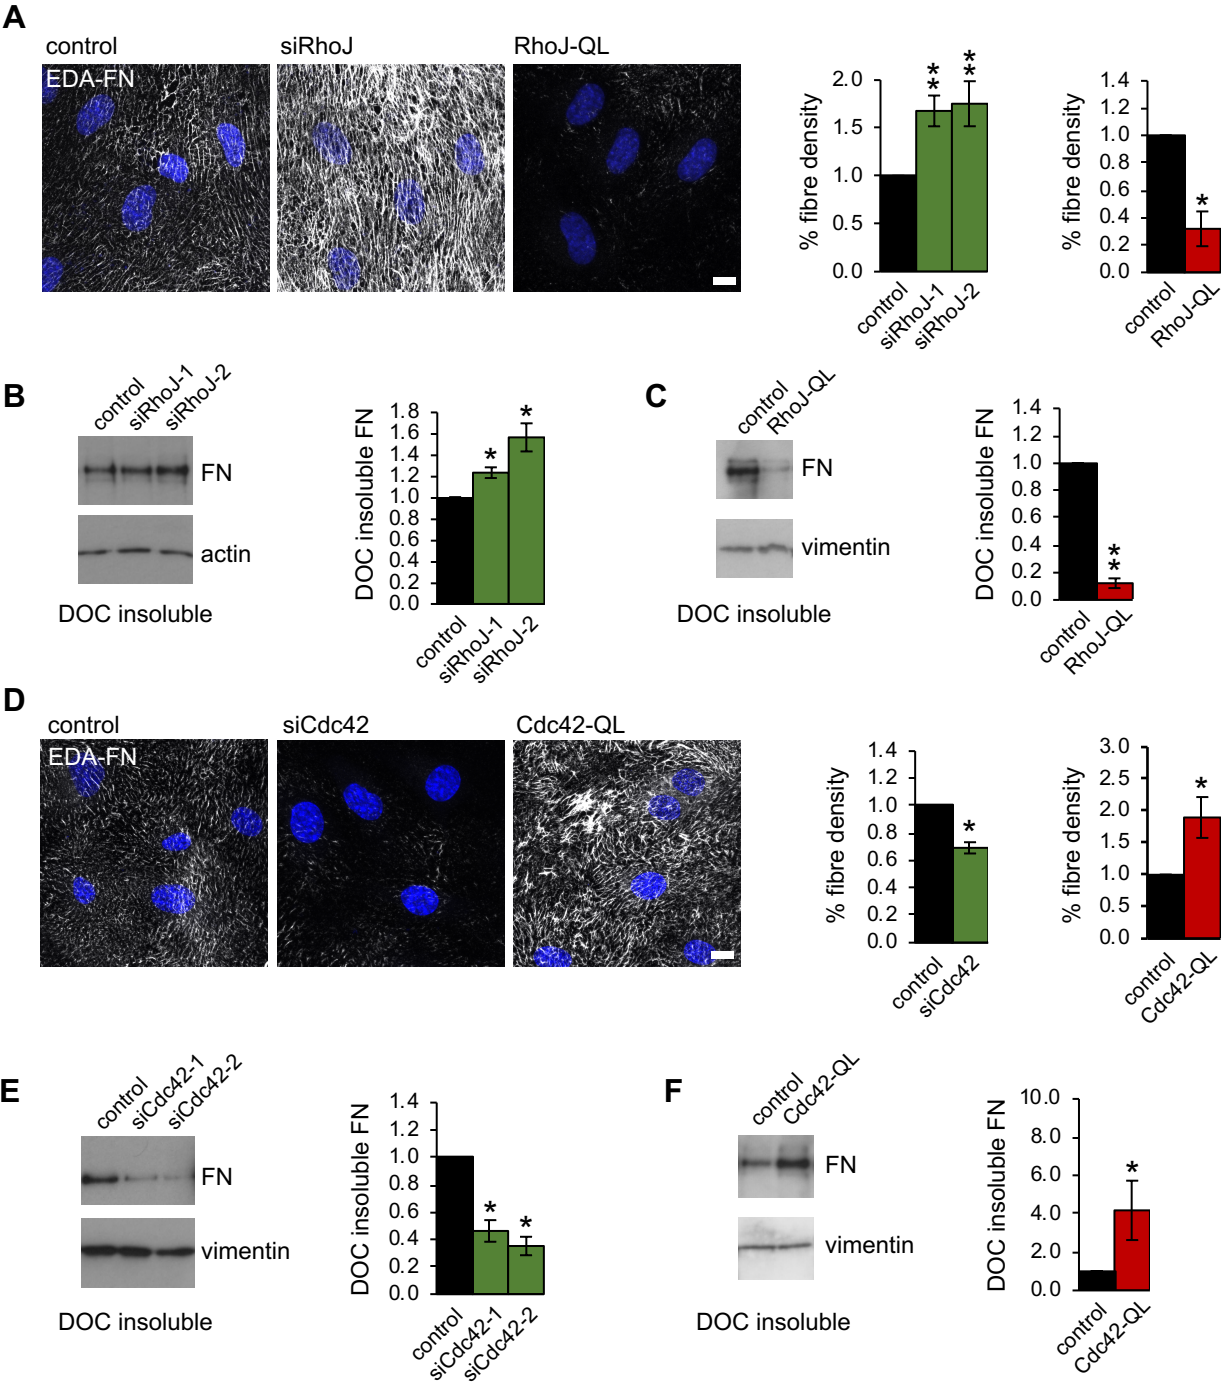 A
control
siRhoJ
RhoJ-QL
EDA-FN
% fibre density
2.0
1.5
1.0
0.5
0.0
**
**
control
siRhoJ-1
siRhoJ-2
% fibre density
1.4
1.2
1.0
0.8
0.6
0.4
0.2
0.0
*
control
RhoJ-QL
B
control
siRhoJ-1
siRhoJ-2
FN
actin
DOC insoluble
DOC insoluble FN
1.8
1.6
1.4
1.2
1.0
0.8
0.6
0.4
0.2
0.0
*
*
control
siRhoJ-1
siRhoJ-2
C
control
RhoJ-QL
FN
vimentin
DOC insoluble
DOC insoluble FN
1.4
1.2
1.0
0.8
0.6
0.4
0.2
0.0
**
control
RhoJ-QL
D
control
siCdc42
Cdc42-QL
EDA-FN
% fibre density
1.4
1.2
1.0
0.8
0.6
0.4
0.2
0.0
*
control
siCdc42
% fibre density
3.0
2.5
2.0
1.5
1.0
0.5
0.0
*
control
Cdc42-QL
E
control
siCdc42-1
siCdc42-2
FN
vimentin
DOC insoluble
DOC insoluble FN
1.4
1.2
1.0
0.8
0.6
0.4
0.2
0.0
*
*
control
siCdc42-1
siCdc42-2
F
control
Cdc42-QL
FN
vimentin
DOC insoluble
DOC insoluble FN
10.0
8.0
6.0
4.0
2.0
0.0
*
control
Cdc42-QL